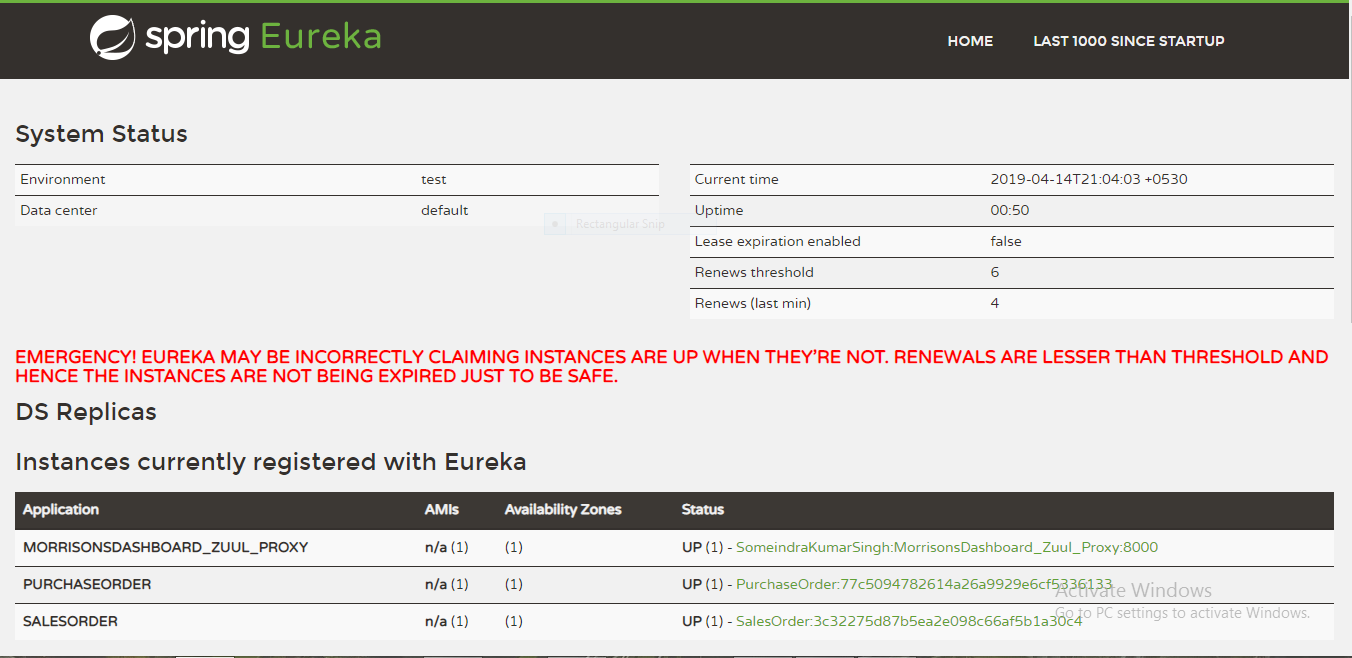 spring Eureka
HOME LAST 1000 SINCE STARTUP
System Status
Environment test
Data center default
Rectangular Snip
Current time 2019-04-14T21:04:03 +0530
Uptime 00:50
Lease expiration enabled false
Renews threshold 6
Renews (last min) 4
EMERGENCY! EUREKA MAY BE INCORRECTLY CLAIMING INSTANCES ARE UP WHEN THEY'RE NOT. RENEWALS ARE LESSER THAN THRESHOLD AND
HENCE THE INSTANCES ARE NOT BEING EXPIRED JUST TO BE SAFE.
DS Replicas
Instances currently registered with Eureka
Application AMIs Availability Zones Status
MORRISONSDASHBOARD_ZUUL_PROXY n/a (1) (1) UP (1) - SomeindraKumarSingh:MorrisonsDashboard_Zuul_Proxy:8000
PURCHASEORDER n/a (1) (1) UP (1) - PurchaseOrder:77c5094782614a26a9929e6cf5336133
SALESORDER n/a (1) (1) UP (1) - SalesOrder:3c32275d87b5ea2e098c66af5b1a30c4
Activate Windows
Go to PC settings to activate Windows.